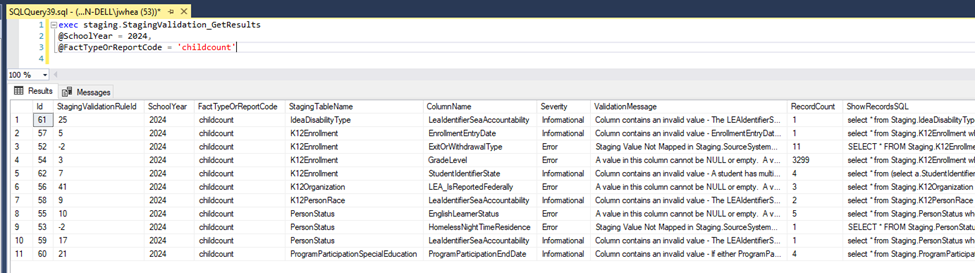 SQLQuery39.sql - (...N-DELL\jwhea (53))*
1 exec staging.StagingValidation_GetResults
2 @SchoolYear = 2024,
3 @FactTypeOrReportCode = 'childcount'
4
100 %
Results Messages
Id StagingValidationRuleId SchoolYear FactTypeOrReportCode StagingTableName ColumnName Severity ValidationMessage RecordCount ShowRecordsSQL
1 61 25 2024 childcount IdeaDisabilityType LeaIdentifierSeaAccountability Informational Column contains an invalid value - The LEAIdentifierS... 1 select * from Staging.IdeaDisabilityType
2 57 5 2024 childcount K12Enrollment EnrollmentEntryDate Informational Column contains an invalid value - EnrollmentEntryDat... 1 select * from Staging.K12Enrollment wh
3 52 -2 2024 childcount K12Enrollment ExitOrWithdrawalType Error Staging Value Not Mapped in Staging.SourceSystem... 11 SELECT * FROM Staging.K12Enrollme
4 54 3 2024 childcount K12Enrollment GradeLevel Error A value in this column cannot be NULL or empty. A v... 3299 select * from Staging.K12Enrollment wh
5 62 7 2024 childcount K12Enrollment StudentIdentifierState Informational Column contains an invalid value - A student has multi... 4 select * from (select a.StudentIdentifier
6 56 41 2024 childcount K12Organization LEA_IsReportedFederally Error A value in this column cannot be NULL or empty. A v... 3 select * from Staging.K12Organization
7 58 9 2024 childcount K12PersonRace LeaIdentifierSeaAccountability Informational Column contains an invalid value - The LEAIdentifierS... 2 select * from Staging.K12PersonRace
8 55 10 2024 childcount PersonStatus EnglishLearnerStatus Error A value in this column cannot be NULL or empty. A v... 5 select * from Staging.PersonStatus wh
9 53 -2 2024 childcount PersonStatus HomelessNightTimeResidence Error Staging Value Not Mapped in Staging.SourceSystem... 1 SELECT * FROM Staging.PersonStatu
10 59 17 2024 childcount PersonStatus LeaIdentifierSeaAccountability Informational Column contains an invalid value - The LEAIdentifierS... 1 select * from Staging.PersonStatus wh
11 60 21 2024 childcount ProgramParticipationSpecialEducation ProgramParticipationEndDate Informational Column contains an invalid value - If either ProgramPa... 4 select * from Staging.ProgramParticipat